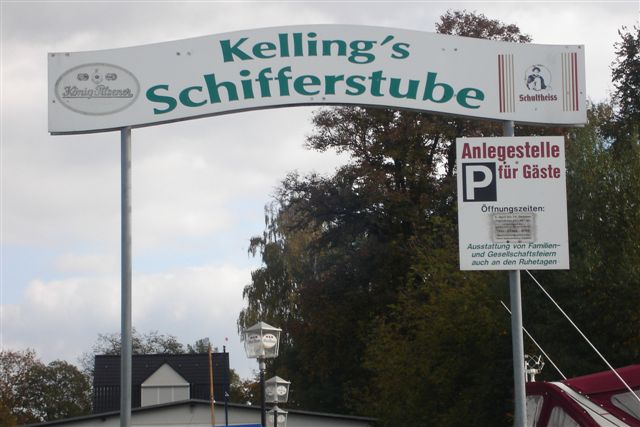 Kelling's
Schifferstube
König-Pilsener
Schultheiss
Anlegestelle
P für Gäste
Öffnungszeiten:
Ausstattung von Familien-
und Gesellschaftsfeiern
auch an den Ruhetagen